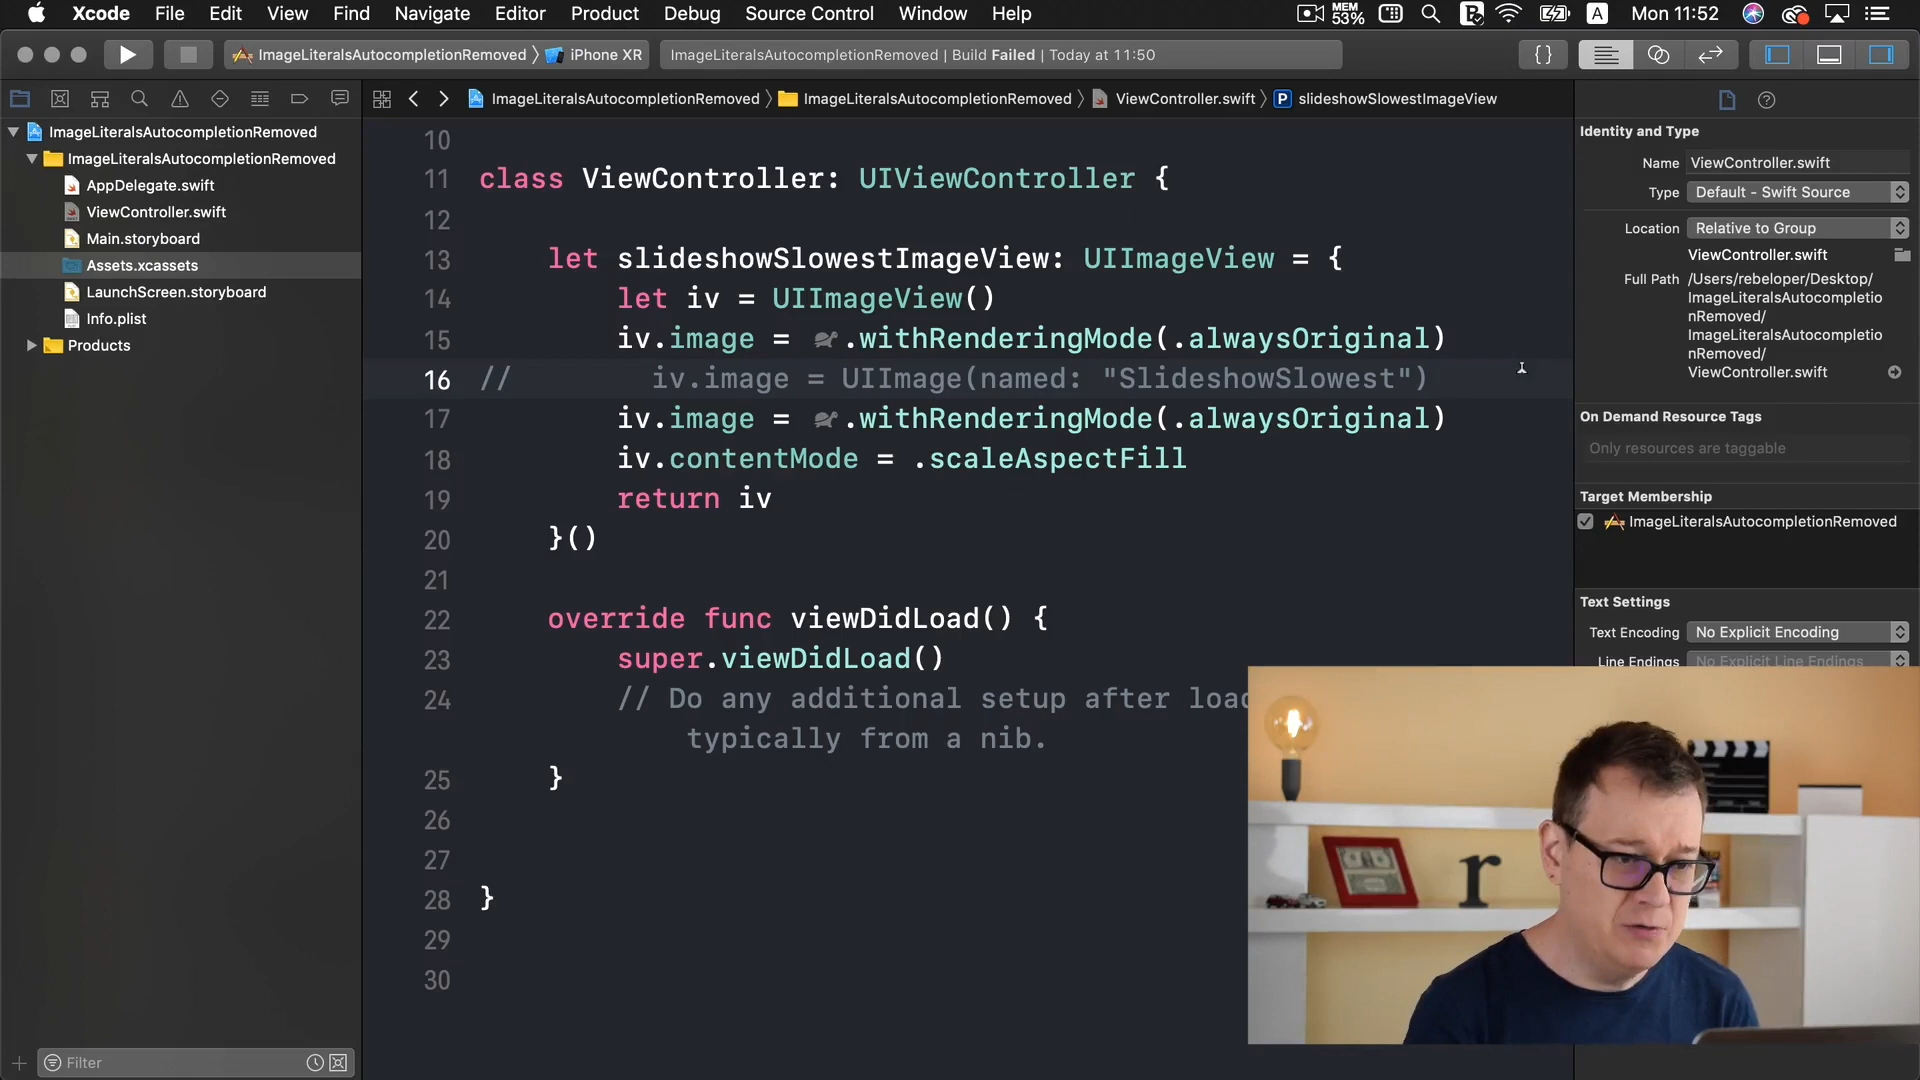 Xcode File Edit View Find Navigate Editor Product Debug Source Control Window Help MEM 53% A Mon 11:52
ImageLiteralsAutocompletionRemoved iPhone XR ImageLiteralsAutocompletionRemoved | Build Failed | Today at 11:50 {}
ImageLiteralsAutocompletionRemoved ImageLiteralsAutocompletionRemoved ViewController.swift P slideshowSlowestImageView
ImageLiteralsAutocompletionRemoved
ImageLiteralsAutocompletionRemoved
AppDelegate.swift
ViewController.swift
Main.storyboard
Assets.xcassets
LaunchScreen.storyboard
Info.plist
Products
Filter
10
11 class ViewController: UIViewController {
12
13 let slideshowSlowestImageView: UIImageView = {
14 let iv = UIImageView()
15 iv.image = .withRenderingMode(.alwaysOriginal)
16 // iv.image = UIImage(named: "SlideshowSlowest")
17 iv.image = .withRenderingMode(.alwaysOriginal)
18 iv.contentMode = .scaleAspectFill
19 return iv
20 }()
21
22 override func viewDidLoad() {
23 super.viewDidLoad()
24 // Do any additional setup after load
typically from a nib.
25 }
26
27
28 }
29
30
Identity and Type
Name ViewController.swift
Type Default - Swift Source
Location Relative to Group
ViewController.swift
Full Path /Users/rebeloper/Desktop/
ImageLiteralsAutocompletio
nRemoved/
ImageLiteralsAutocompletio
nRemoved/
ViewController.swift
On Demand Resource Tags
Only resources are taggable
Target Membership
ImageLiteralsAutocompletionRemoved
Text Settings
Text Encoding No Explicit Encoding
Line Endings No Explicit Line Endings
r